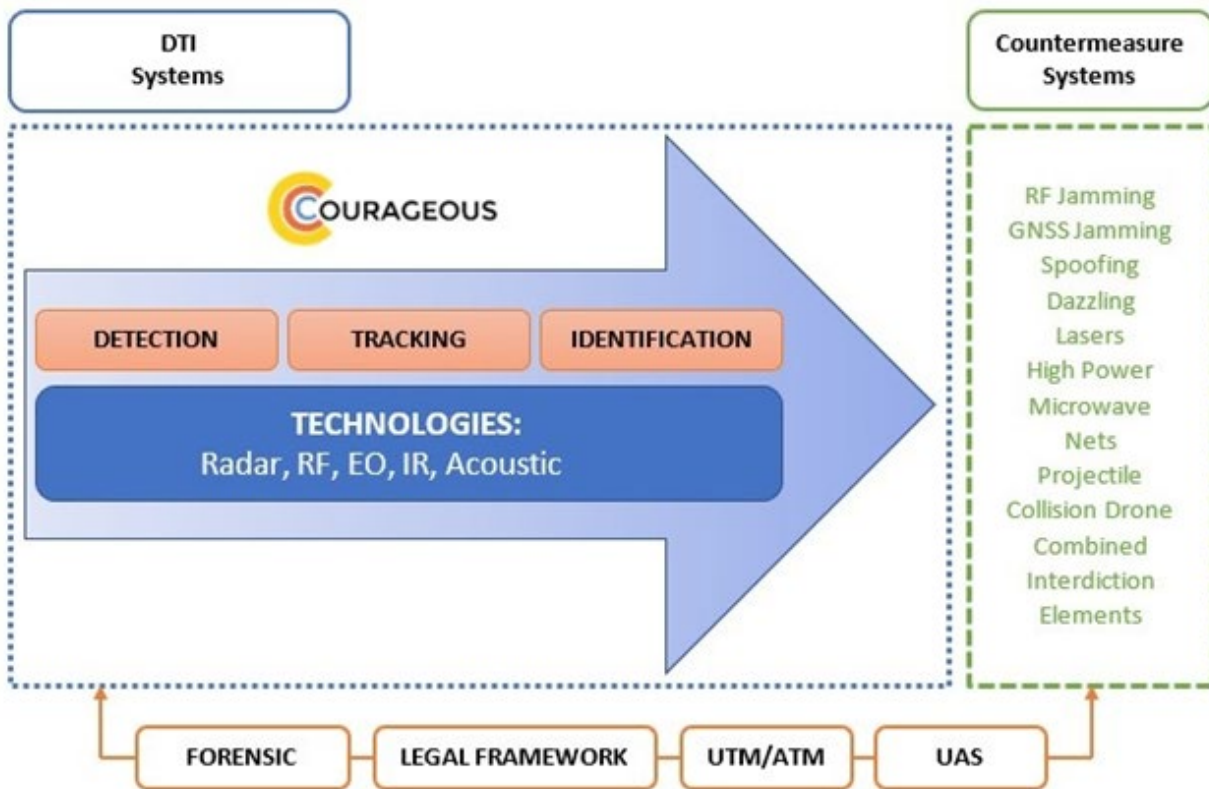 DTI
Systems
Countermeasure
Systems
COURAGEOUS
DETECTION
TRACKING
IDENTIFICATION
TECHNOLOGIES:
Radar, RF, EO, IR, Acoustic
RF Jamming
GNSS Jamming
Spoofing
Dazzling
Lasers
High Power
Microwave
Nets
Projectile
Collision Drone
Combined
Interdiction
Elements
FORENSIC
LEGAL FRAMEWORK
UTM/ATM
UAS